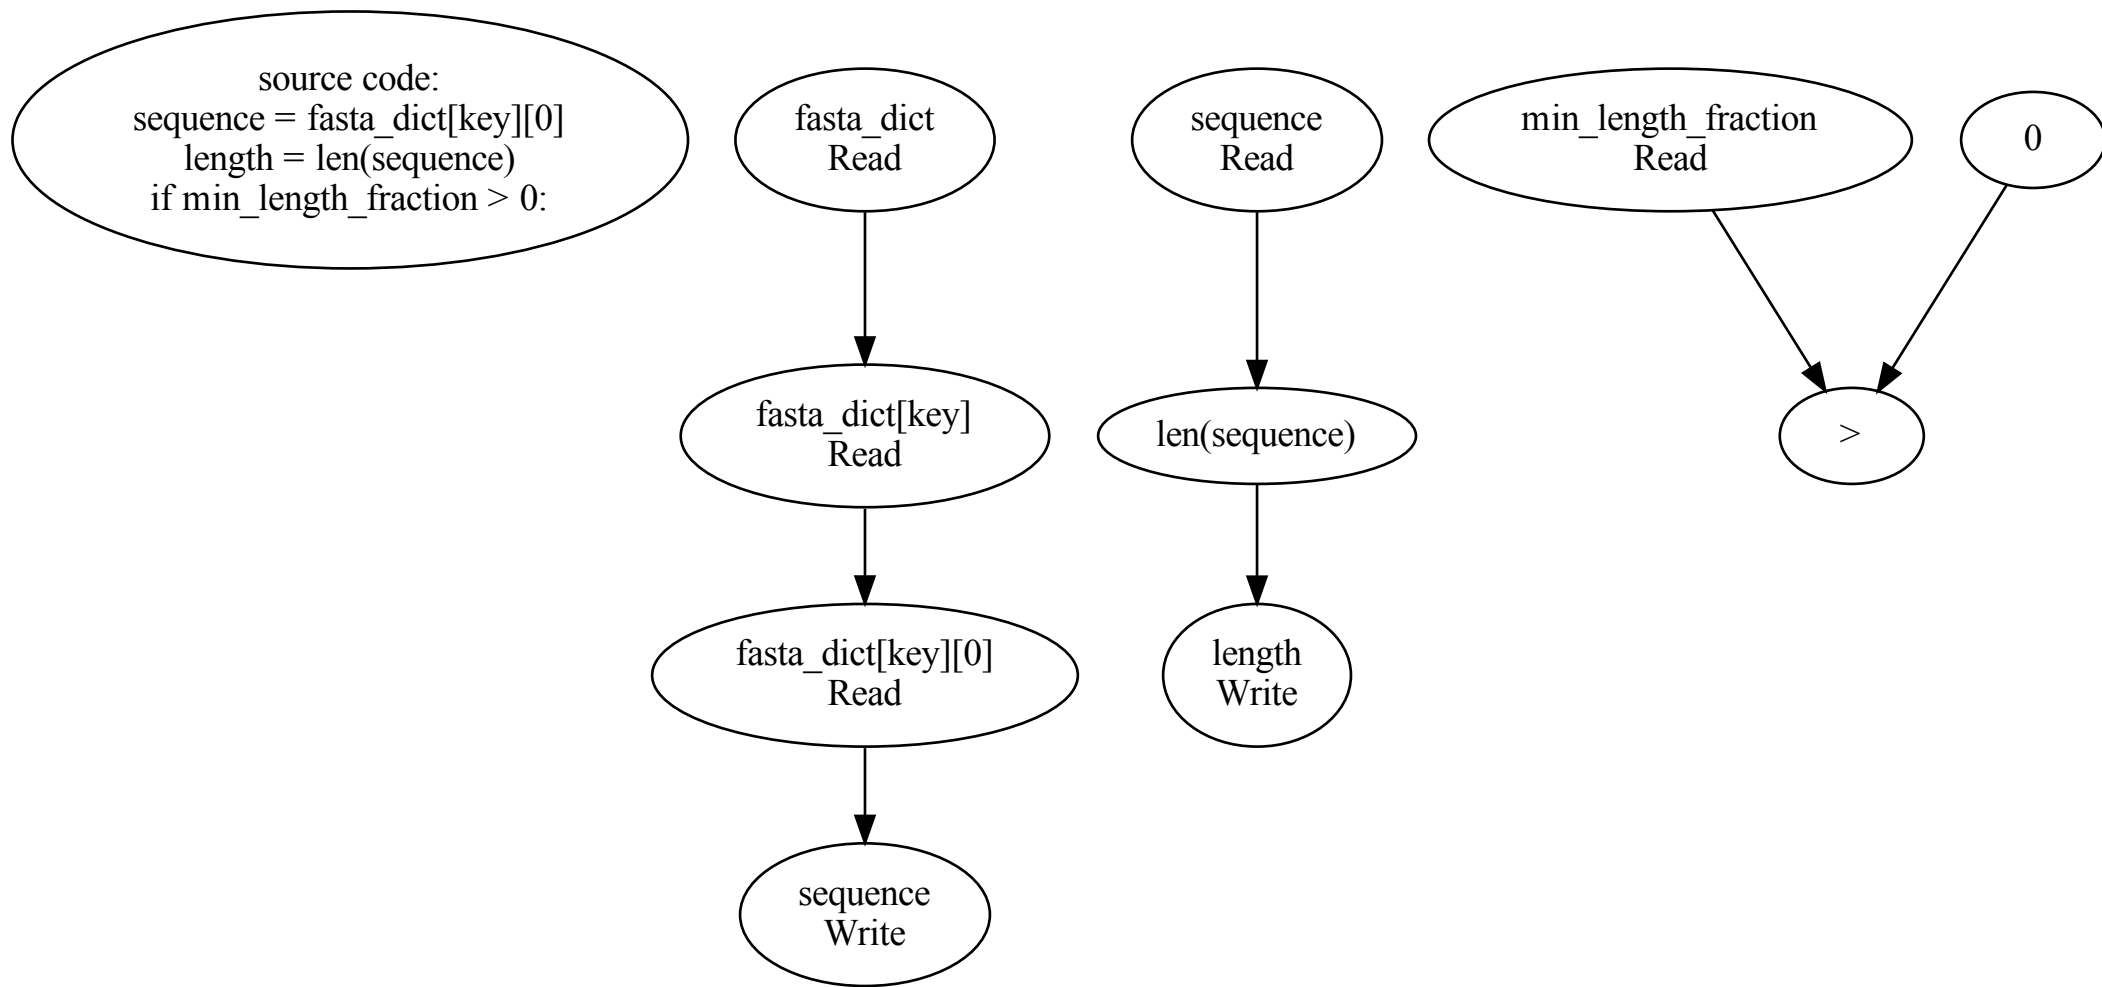 source code:
sequence = fasta_dict[key][0]
length = len(sequence)
if min_length_fraction > 0:
fasta_dict
Read
fasta_dict[key]
Read
fasta_dict[key][0]
Read
sequence
Write
sequence
Read
len(sequence)
length
Write
min_length_fraction
Read
0
>